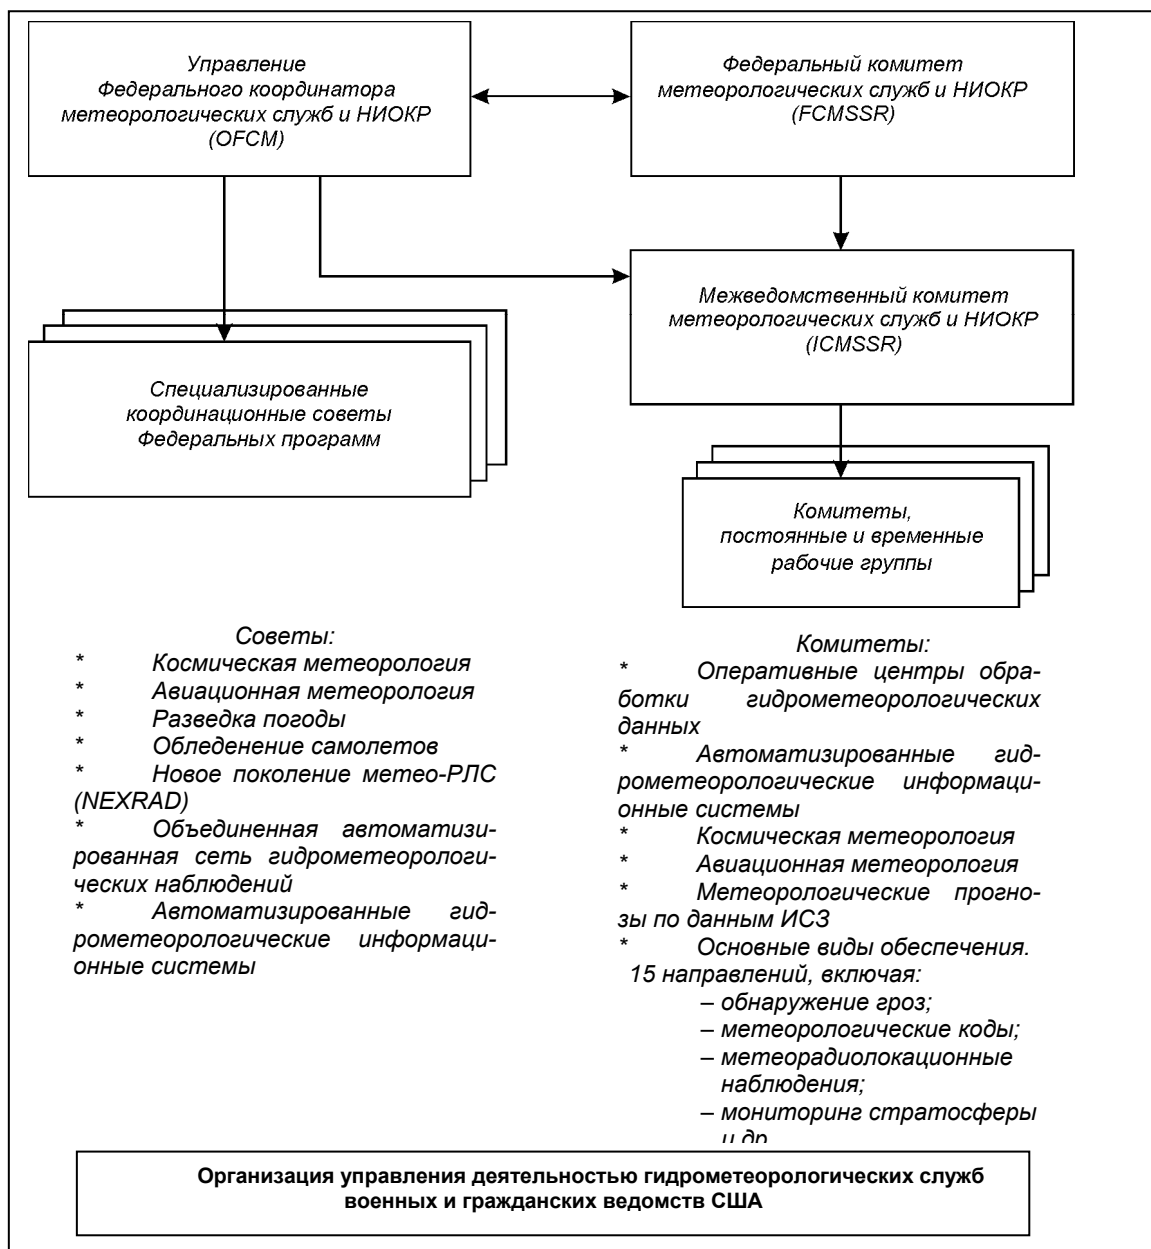 Управление
Федерального координатора
метеорологических служб и НИОКР
(OFCM)
Федеральный комитет
метеорологических служб и НИОКР
(FCMSSR)
Межведомственный комитет
метеорологических служб и НИОКР
(ICMSSR)
Специализированные
координационные советы
Федеральных программ
Комитеты,
постоянные и временные
рабочие группы
Советы:
* Космическая метеорология
* Авиационная метеорология
* Разведка погоды
* Обледенение самолетов
* Новое поколение метео-РЛС
(NEXRAD)
* Объединенная автоматизи-
рованная сеть гидрометеорологи-
ческих наблюдений
* Автоматизированные гид-
рометеорологические информаци-
онные системы
Комитеты:
* Оперативные центры обра-
ботки гидрометеорологических
данных
* Автоматизированные гид-
рометеорологические информаци-
онные системы
* Космическая метеорология
* Авиационная метеорология
* Метеорологические прогно-
зы по данным ИСЗ
* Основные виды обеспечения.
15 направлений, включая:
– обнаружение гроз;
– метеорологические коды;
– метеорадиолокационные
наблюдения;
– мониторинг стратосферы
и др
Организация управления деятельностью гидрометеорологических служб
военных и гражданских ведомств США